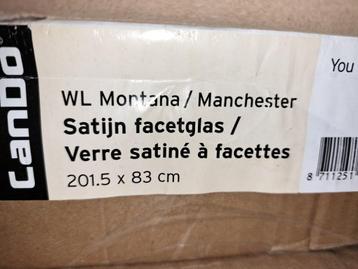 CanDo
You
WL Montana / Manchester
Satijn facetglas /
Verre satiné à facettes
201.5 x 83 cm
8 711251